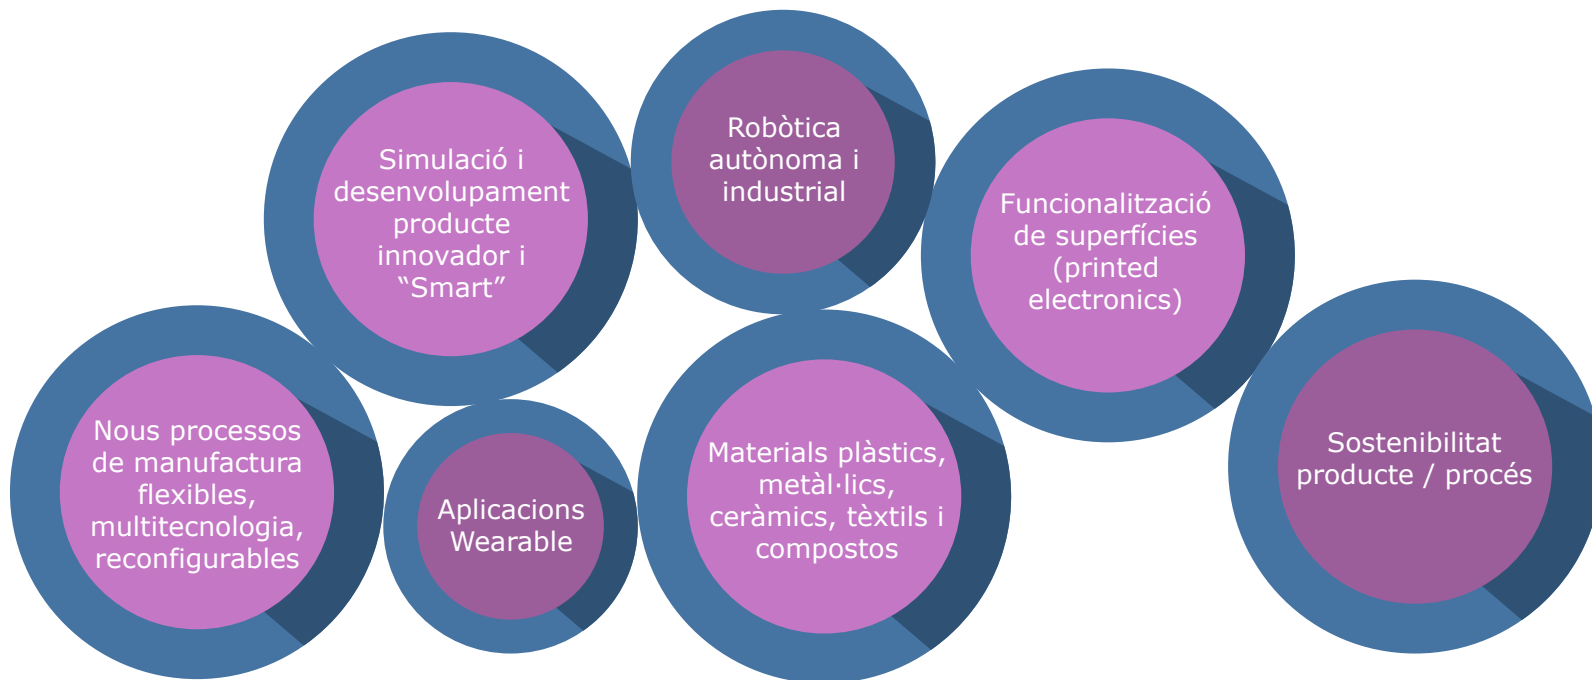 Nous processos
de manufactura
flexibles,
multitecnologia,
reconfigurables
Simulació i
desenvolupament
producte
innovador i
“Smart”
Aplicacions
Wearable
Robòtica
autònoma i
industrial
Materials plàstics,
metàl·lics,
ceràmics, tèxtils i
compostos
Funcionalització
de superfícies
(printed
electronics)
Sostenibilitat
producte / procés